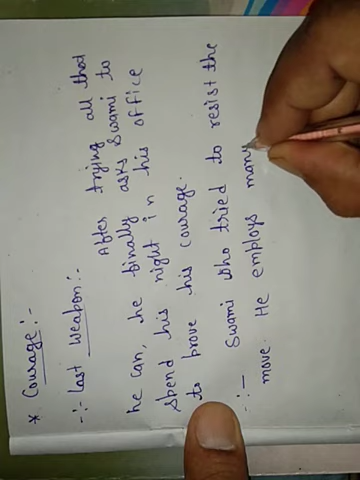 * Courage :-
-:- Last Weapon :-
After trying all that
he can, he finally asks Swami to
spend his night in his office
to prove his courage.
-:- Swami who tried to resist the
move. He employs many